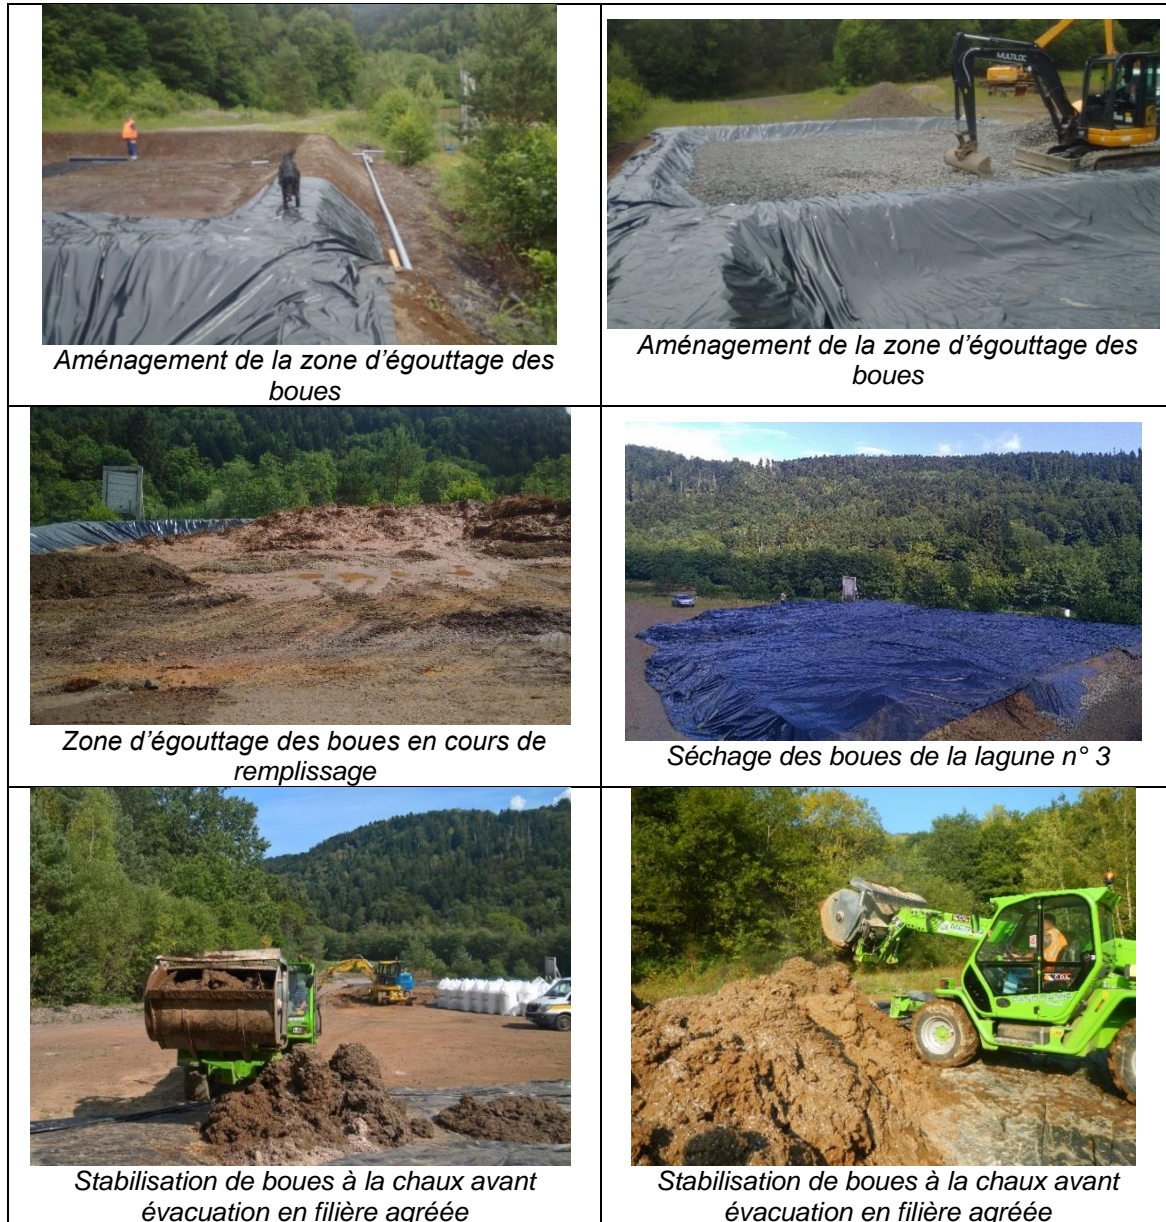 MULTILOC
Aménagement de la zone d'égouttage des
boues
Aménagement de la zone d'égouttage des
boues
Zone d'égouttage des boues en cours de
remplissage
Séchage des boues de la lagune n° 3
Stabilisation de boues à la chaux avant
évacuation en filière agréée
Stabilisation de boues à la chaux avant
évacuation en filière agréée